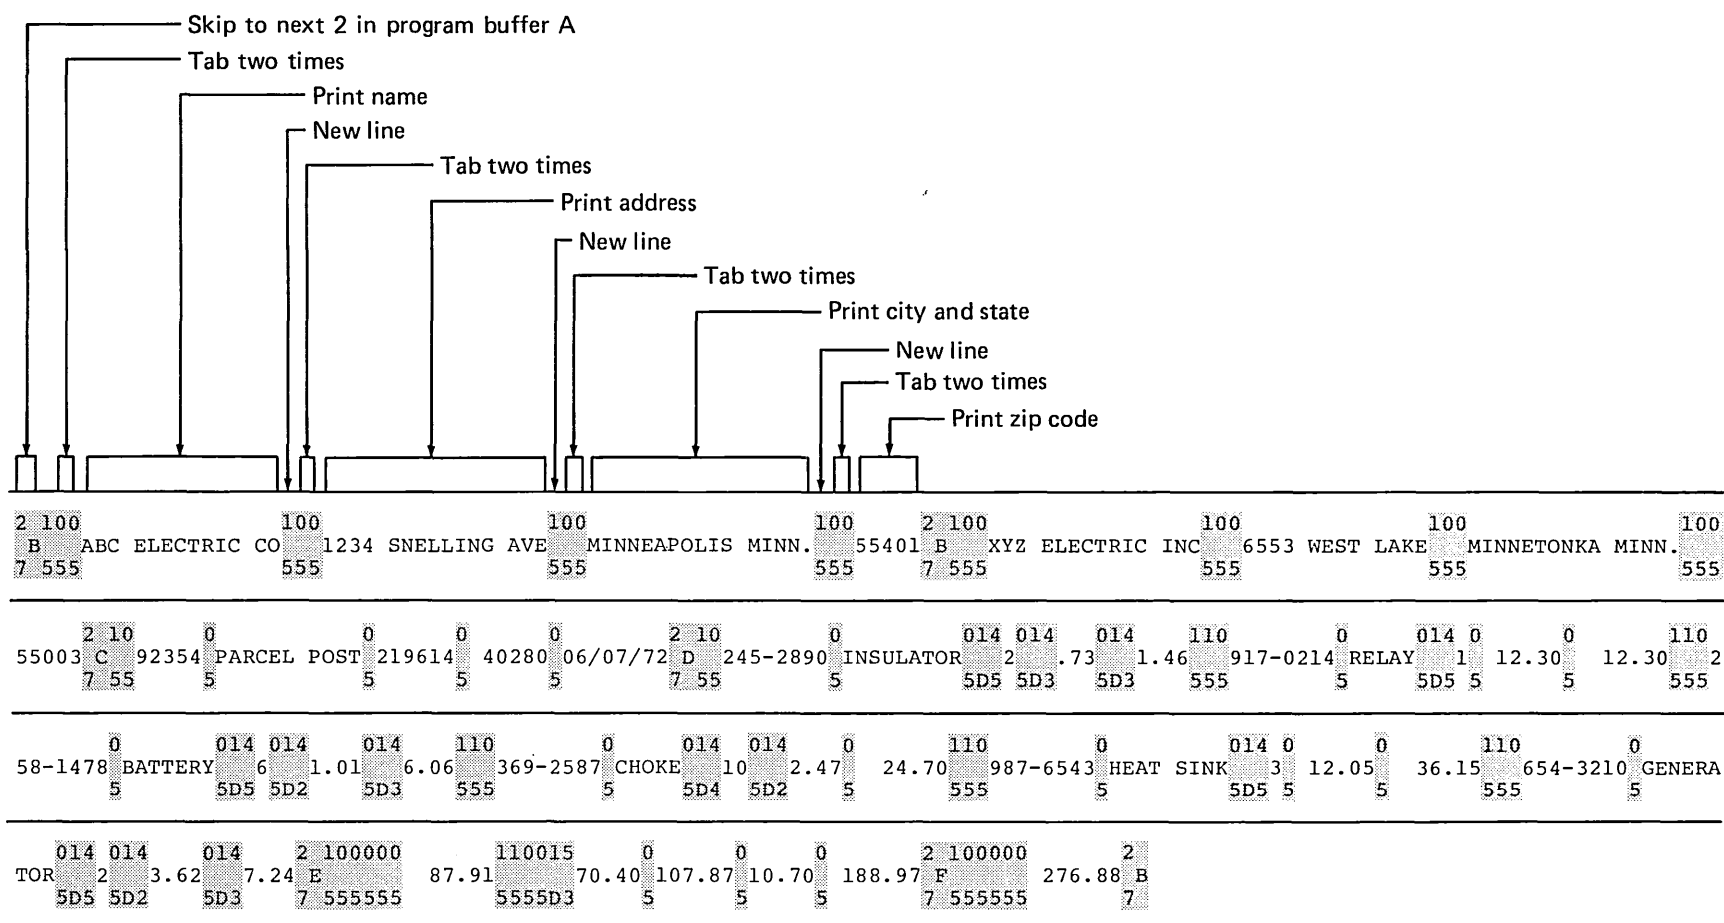 Skip to next 2 in program buffer A
Tab two times
Print name
New line
Tab two times
Print address
New line
Tab two times
Print city and state
New line
Tab two times
Print zip code
2 100 100 100 100 2 100 100 100 100
B ABC ELECTRIC CO 1234 SNELLING AVE MINNEAPOLIS MINN. 55401 B XYZ ELECTRIC INC 6553 WEST LAKE MINNETONKA MINN.
7 555 555 555 555 7 555 555 555 555
2 10 0 0 0 0 2 10 0 014 014 014 110 0 014 0 0 110
55003 C 92354 PARCEL POST 219614 40280 06/07/72 D 245-2890 INSULATOR 2 .73 1.46 917-0214 RELAY 1 12.30 12.30 2
7 55 5 5 5 5 7 55 5 5D5 5D3 5D3 555 5 5D5 5 5 555
0 014 014 014 110 0 014 014 0 110 0 014 0 0 110 0
58-1478 BATTERY 6 1.01 6.06 369-2587 CHOKE 10 2.47 24.70 987-6543 HEAT SINK 3 12.05 36.15 654-3210 GENERA
5 5D5 5D2 5D3 555 5 5D4 5D2 5 555 5 5D5 5 5 555 5
014 014 014 2 100000 110015 0 0 0 2 100000 2
TOR 2 3.62 7.24 E 87.91 70.40 107.87 10.70 188.97 F 276.88 B
5D5 5D2 5D3 7 555555 5555D3 5 5 5 7 555555 7